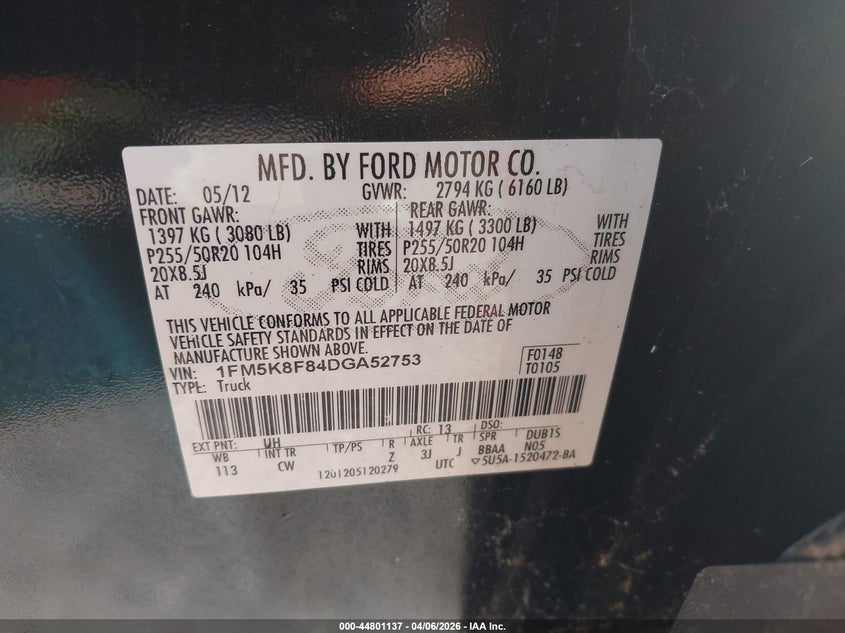 MFD. BY FORD MOTOR CO.
DATE: 05/12 GVWR: 2794 KG ( 6160 LB)
FRONT GAWR: REAR GAWR:
1397 KG ( 3080 LB) WITH 1497 KG ( 3300 LB) WITH
P255/50R20 104H TIRES P255/50R20 104H TIRES
20X8.5J RIMS 20X8.5J RIMS
AT 240 kPa/ 35 PSI COLD AT 240 kPa/ 35 PSI COLD
THIS VEHICLE CONFORMS TO ALL APPLICABLE FEDERAL MOTOR
VEHICLE SAFETY STANDARDS IN EFFECT ON THE DATE OF
MANUFACTURE SHOWN ABOVE.
VIN: 1FM5K8F84DGA52753 F0148
TYPE: Truck T0105
EXT PNT: UH RC: 13 DSO:
WB INT TR TP/PS R AXLE TR SPR DUB1S
113 CW Z 3J J BBAA N05
1201205120279 UTC ▽5U5A-1520472-BA
000-44801137 - 04/06/2026 - IAA Inc.